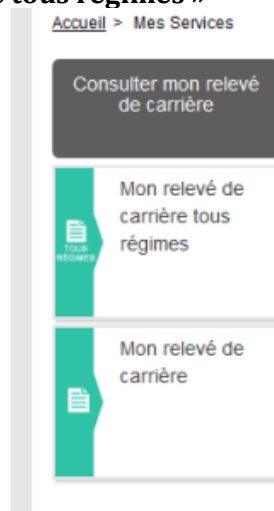 tous régimes »
Accueil > Mes Services
Consulter mon relevé
de carrière
Mon relevé de
carrière tous
régimes
TOUS
RÉGIMES
Mon relevé de
carrière